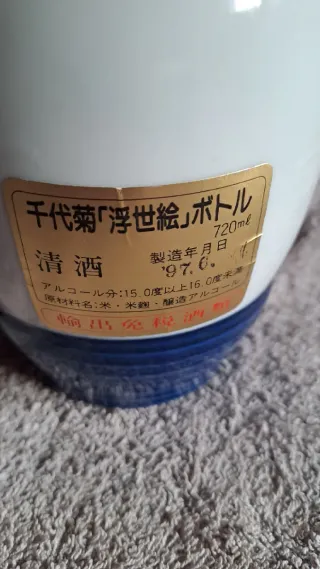 千代菊「浮世絵」ボトル
720mℓ
清酒
製造年月日
'97.6.
アルコール分:15.0度以上16.0度未満
原材料名:米・米麹・醸造アルコール
輸出免税酒類